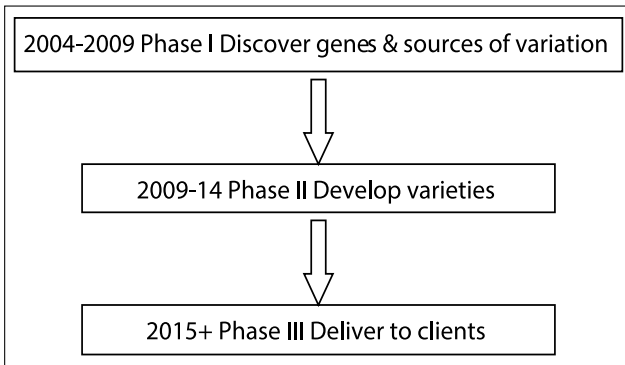 2004-2009 Phase I Discover genes & sources of variation
2009-14 Phase II Develop varieties
2015+ Phase III Deliver to clients